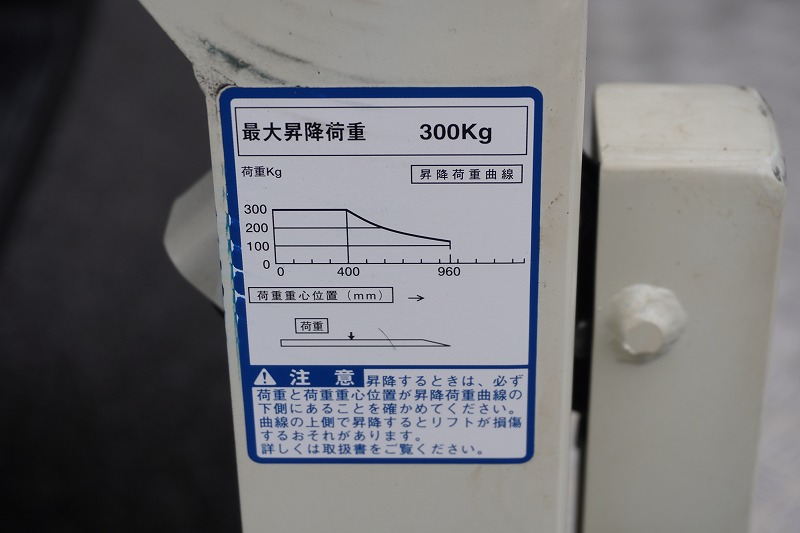 最大昇降荷重 300Kg
荷重Kg
昇降荷重曲線
300
200
100
0
0 400 960
荷重重心位置(mm) →
荷重
注意 昇降するときは、必ず
荷重と荷重重心位置が昇降荷重曲線の
下側にあることを確かめてください。
曲線の上側で昇降するとリフトが損傷
するおそれがあります。
詳しくは取扱書をご覧ください。